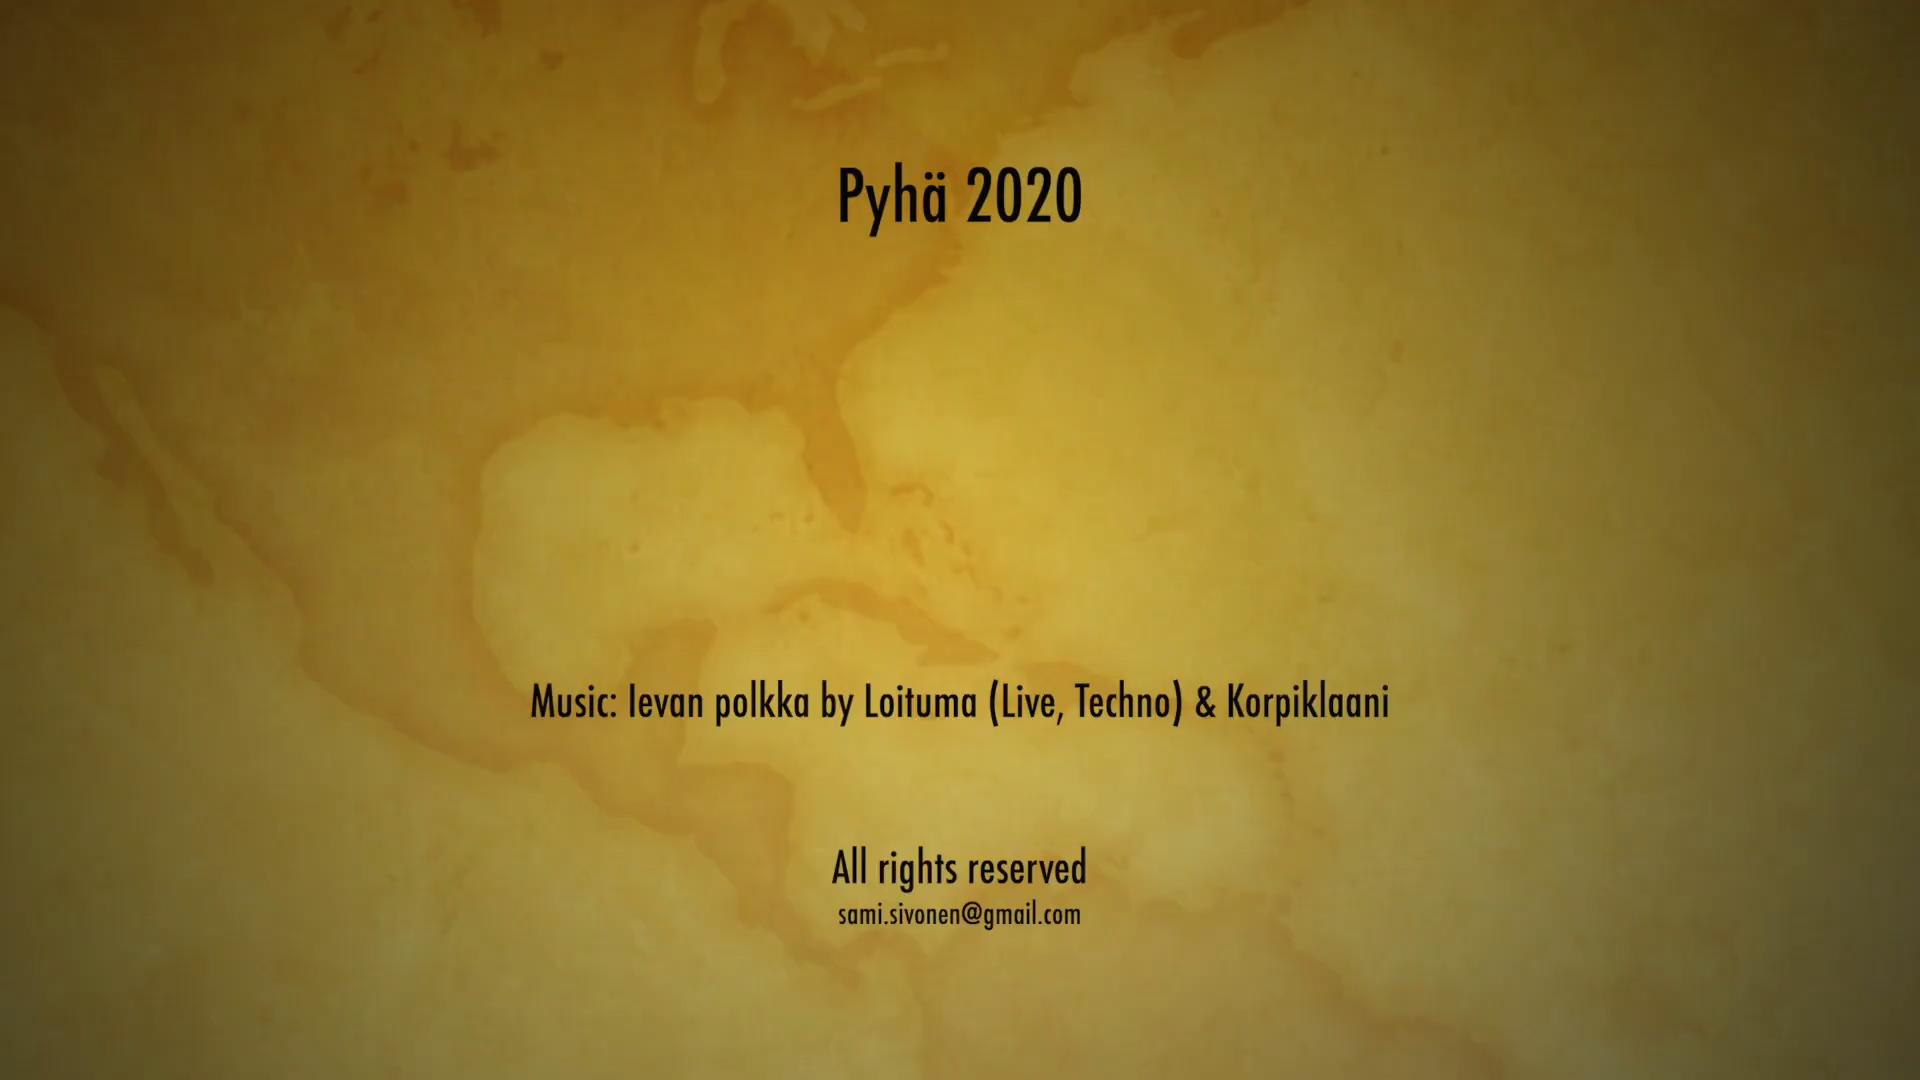 Pyhä 2020
Music: Ievan polkka by Loituma (Live, Techno) & Korpiklaani
All rights reserved
sami.sivonen@gmail.com